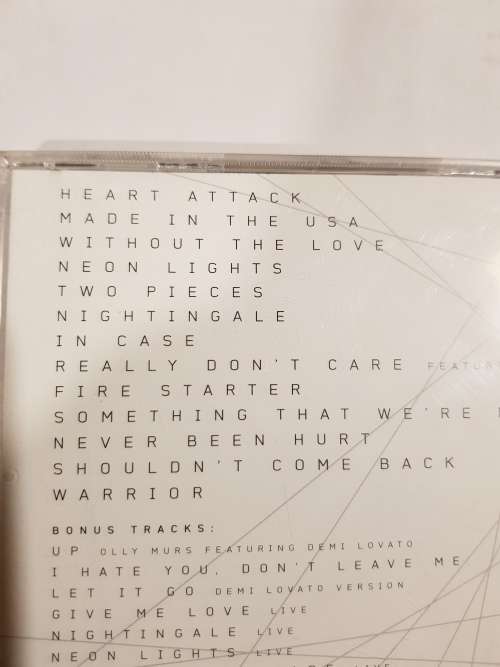 HEART ATTACK
MADE IN THE USA
WITHOUT THE LOVE
NEON LIGHTS
TWO PIECES
NIGHTINGALE
IN CASE
REALLY DON'T CARE
FIRE STARTER
SOMETHING THAT WE'RE
NEVER BEEN HURT
SHOULDN'T COME BACK
WARRIOR
BONUS TRACKS:
UP OLLY MURS FEATURING DEMI LOVATO
I HATE YOU, DON'T LEAVE ME
LET IT GO DEMI LOVATO VERSION
GIVE ME LOVE LIVE
NIGHTINGALE LIVE
NEON LIGHTS LIVE